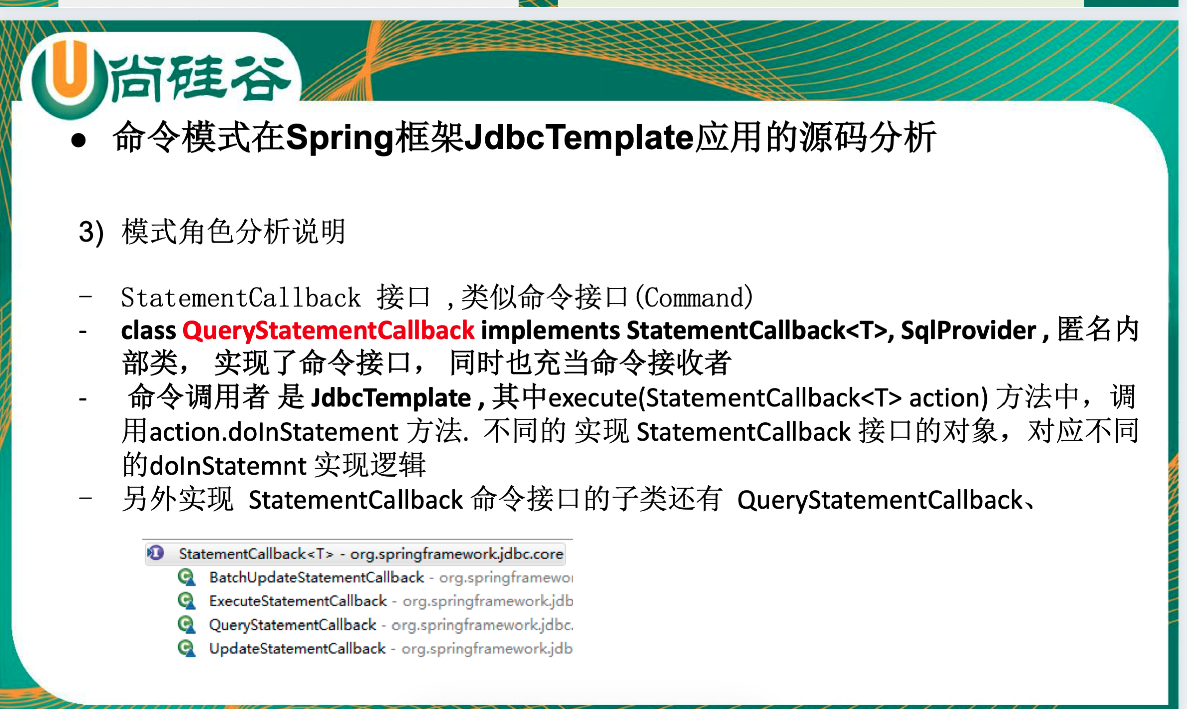 尚硅谷
● 命令模式在Spring框架JdbcTemplate应用的源码分析
3) 模式角色分析说明
- StatementCallback 接口 ,类似命令接口(Command)
- class QueryStatementCallback implements StatementCallback<T>, SqlProvider , 匿名内
部类， 实现了命令接口， 同时也充当命令接收者
- 命令调用者 是 JdbcTemplate , 其中execute(StatementCallback<T> action) 方法中，调
用action.doInStatement 方法. 不同的 实现 StatementCallback 接口的对象，对应不同
的doInStatemnt 实现逻辑
- 另外实现 StatementCallback 命令接口的子类还有 QueryStatementCallback、
StatementCallback<T> - org.springframework.jdbc.core
BatchUpdateStatementCallback - org.springframewo
ExecuteStatementCallback - org.springframework.jdb
QueryStatementCallback - org.springframework.jdbc.
UpdateStatementCallback - org.springframework.jdb